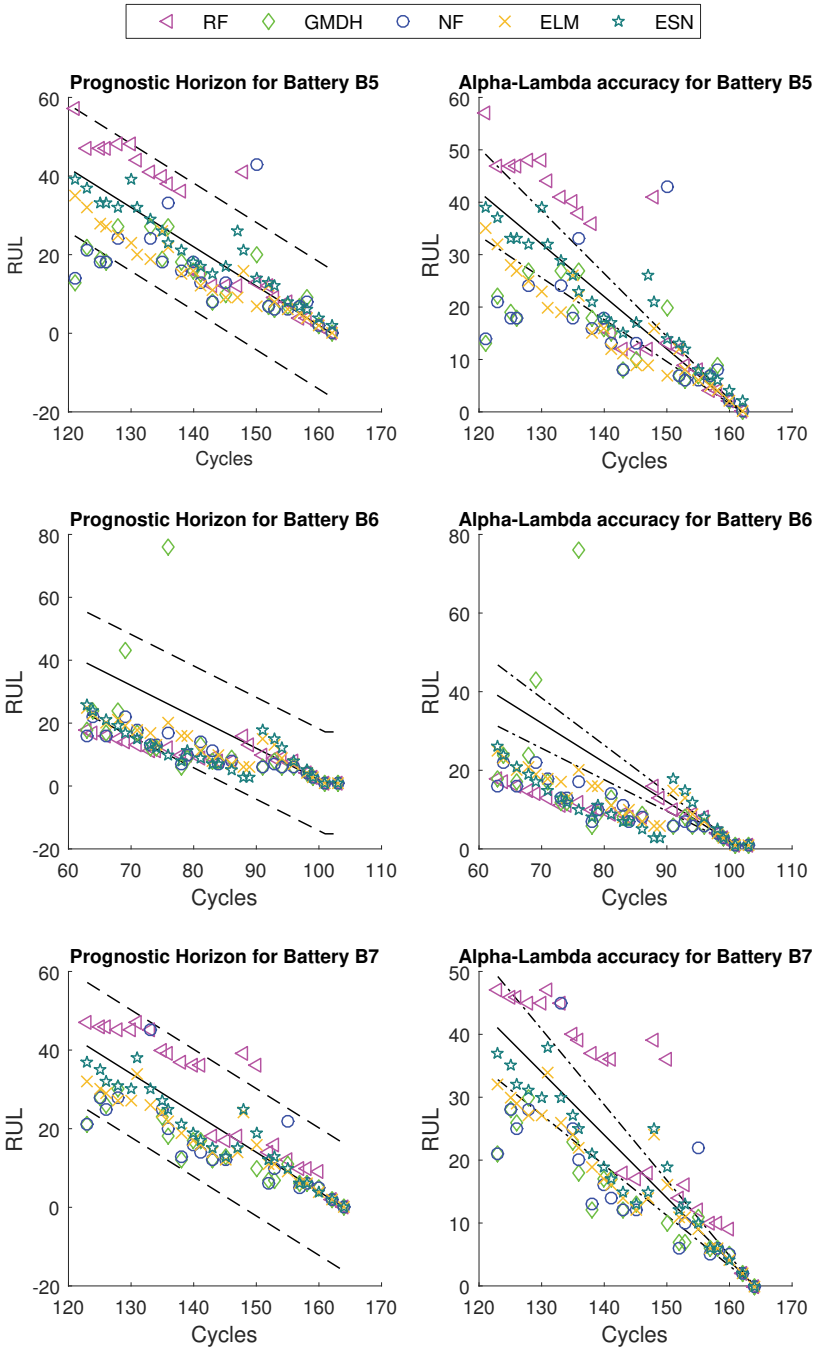 RF GMDH NF ELM ESN
Prognostic Horizon for Battery B5
RUL
60
40
20
0
-20
120 130 140 150 160 170
Cycles
Alpha-Lambda accuracy for Battery B5
RUL
60
50
40
30
20
10
0
120 130 140 150 160 170
Cycles
Prognostic Horizon for Battery B6
RUL
80
60
40
20
0
-20
60 70 80 90 100 110
Cycles
Alpha-Lambda accuracy for Battery B6
RUL
80
60
40
20
0
60 70 80 90 100 110
Cycles
Prognostic Horizon for Battery B7
RUL
60
40
20
0
-20
120 130 140 150 160 170
Cycles
Alpha-Lambda accuracy for Battery B7
RUL
50
40
30
20
10
0
120 130 140 150 160 170
Cycles